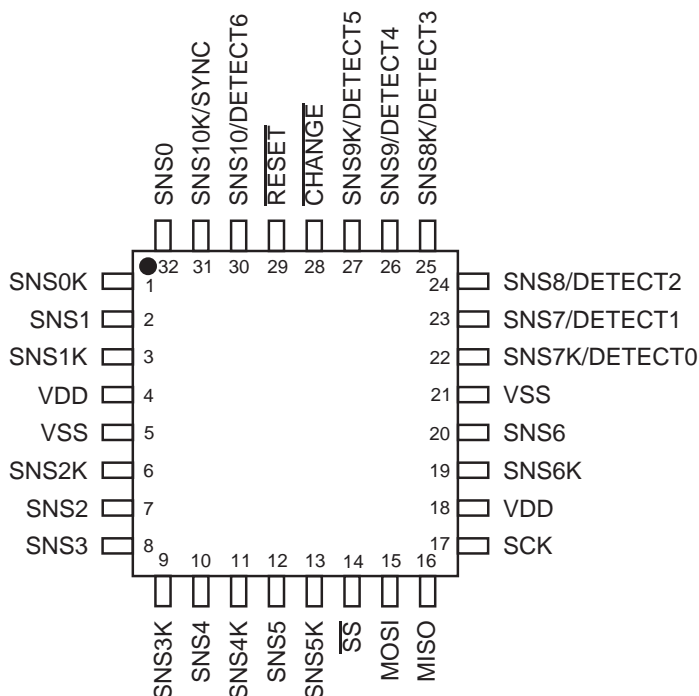 SNS0
SNS10K/SYNC
SNS10/DETECT6
RESET
CHANGE
SNS9K/DETECT5
SNS9/DETECT4
SNS8K/DETECT3
32 31 30 29 28 27 26 25
SNS0K 1
SNS1 2
SNS1K 3
VDD 4
VSS 5
SNS2K 6
SNS2 7
SNS3 8
24 SNS8/DETECT2
23 SNS7/DETECT1
22 SNS7K/DETECT0
21 VSS
20 SNS6
19 SNS6K
18 VDD
17 SCK
9 10 11 12 13 14 15 16
SNS3K
SNS4
SNS4K
SNS5
SNS5K
SS
MOSI
MISO